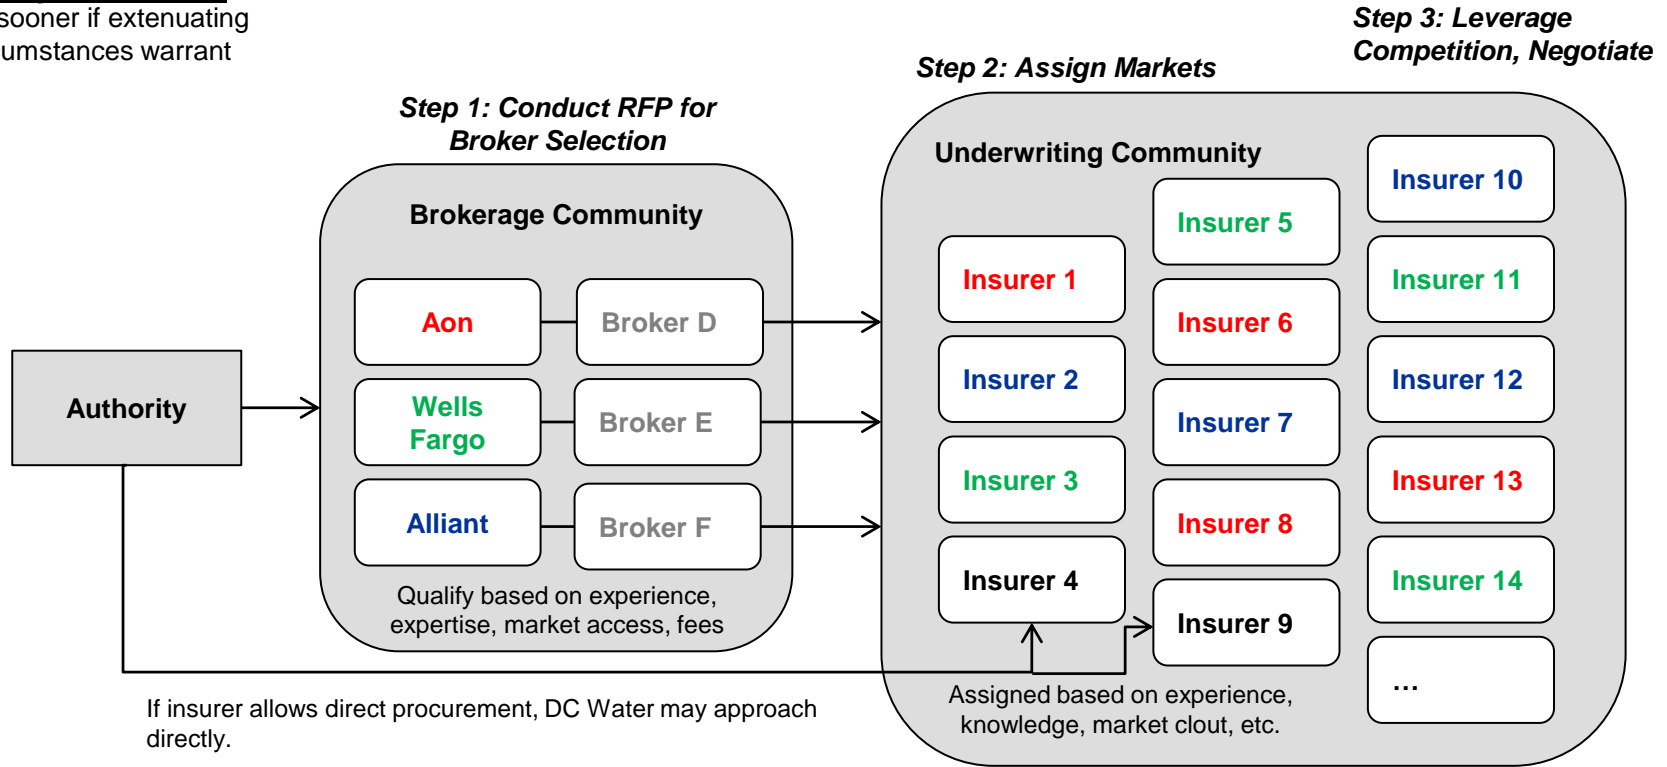 sooner if extenuating
cumstances warrant
Step 3: Leverage
Competition, Negotiate
Step 2: Assign Markets
Step 1: Conduct RFP for
Broker Selection
Brokerage Community
Aon
Broker D
Wells
Fargo
Broker E
Alliant
Broker F
Qualify based on experience,
expertise, market access, fees
Authority
If insurer allows direct procurement, DC Water may approach
directly.
Underwriting Community
Insurer 1
Insurer 2
Insurer 3
Insurer 4
Insurer 5
Insurer 6
Insurer 7
Insurer 8
Insurer 9
Insurer 10
Insurer 11
Insurer 12
Insurer 13
Insurer 14
...
Assigned based on experience,
knowledge, market clout, etc.